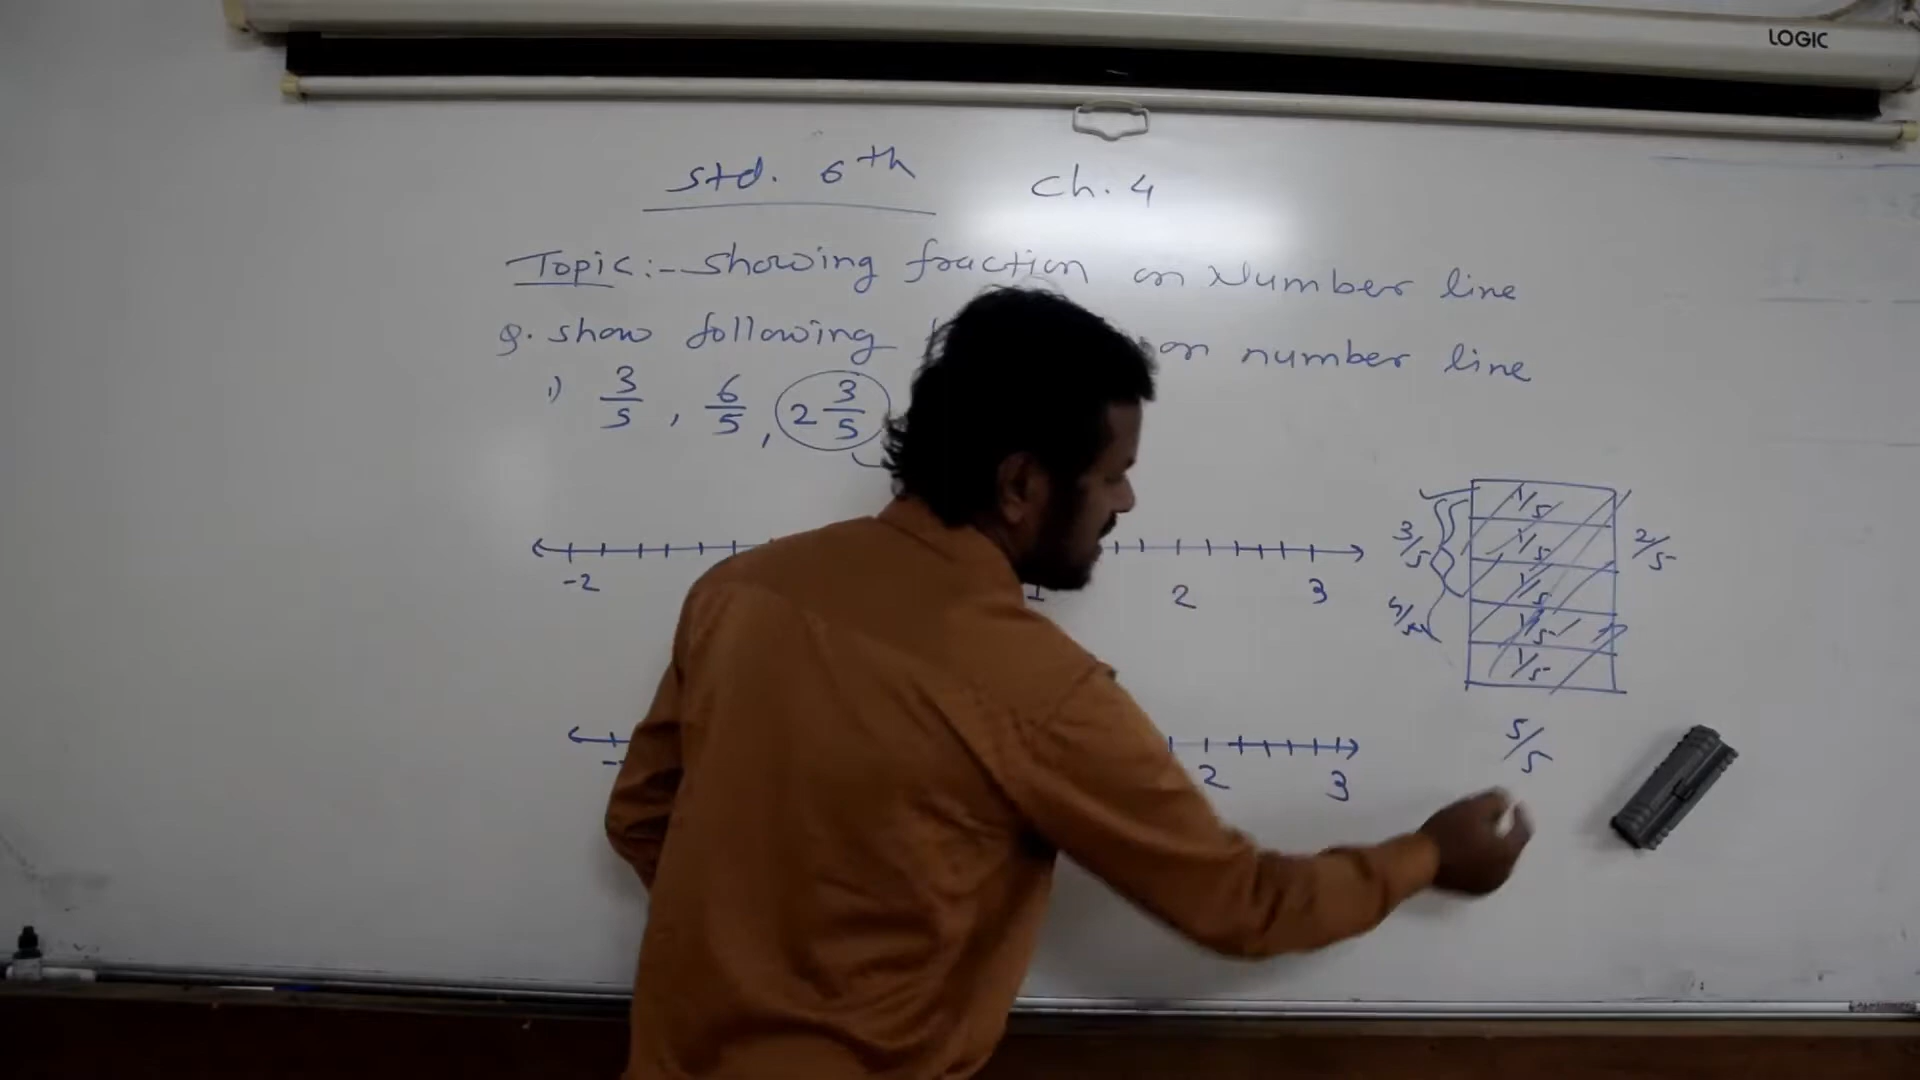 LOGIC
Std. 6th Ch. 4
Topic:- Showing fraction on Number line
Q. show following on number line
1) 3/5 , 6/5 , 2 3/5
-2 1 2 3
2 3
1/5
1/5
1/5
1/5
1/5
3/5
2/5
5/5